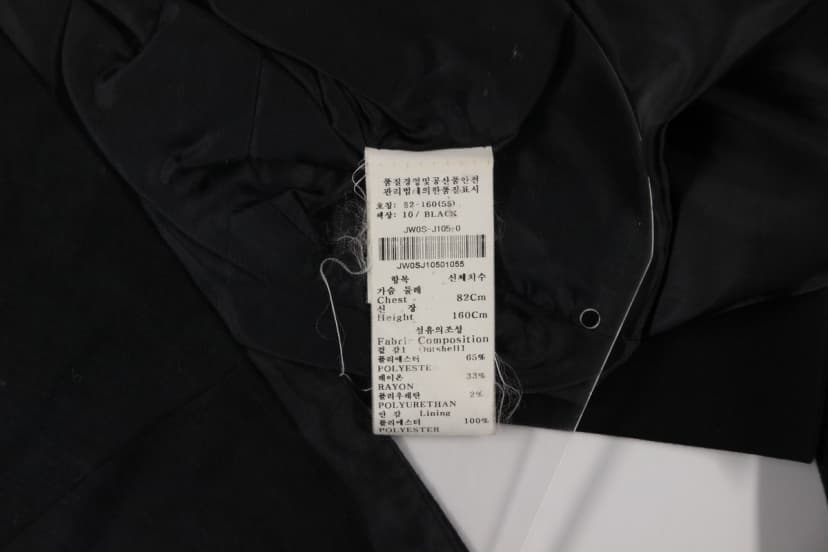 품질경영및공산품안전
관리법에의한품질표시
호칭: 82-160(55)
색상: 10/ BLACK
JW0S-J105-0
JW0SJ10501055
항목 신체치수
가슴 둘레
Chest 82Cm
신 장
Height 160Cm
섬유의조성
Fabric Composition
겉 감1 Outshell1
폴리에스터 65%
POLYESTE
레이온 33%
RAYON
폴리우레탄 2%
POLYURETHAN
안 감 Lining
폴리에스터 100%
POLYESTER